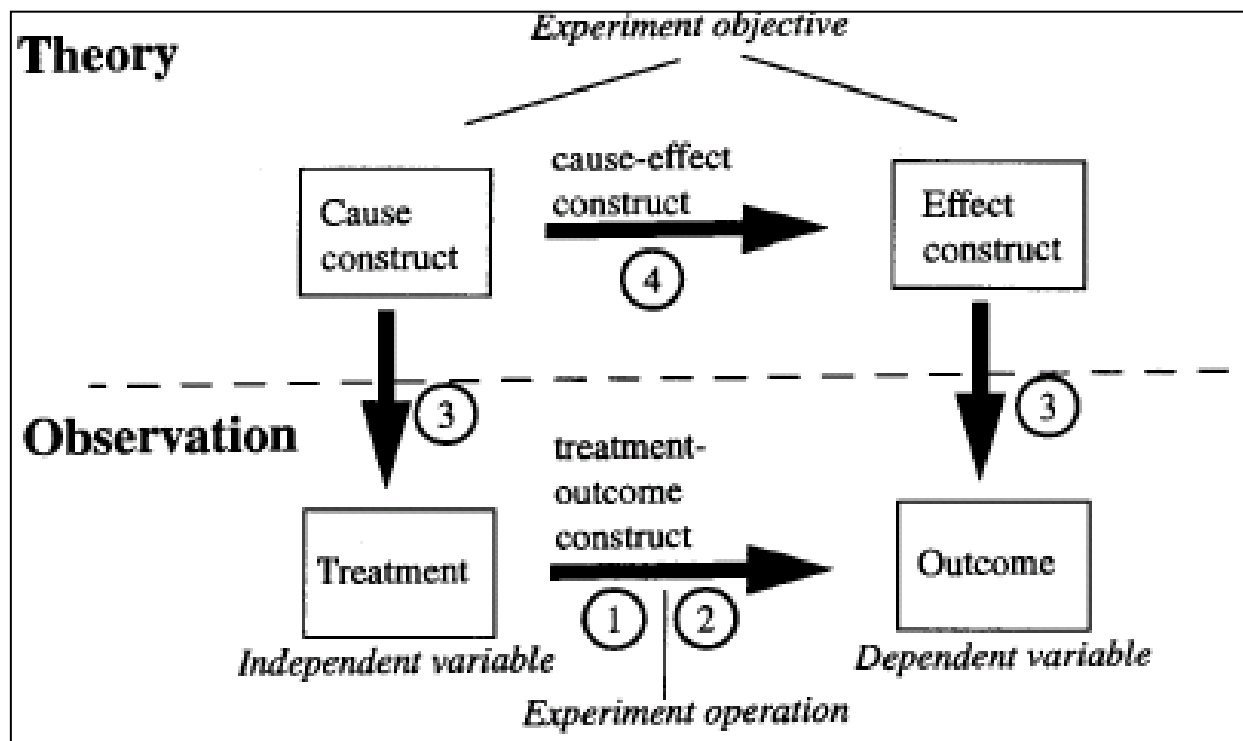 Experiment objective
Theory
cause-effect
construct
Cause
construct
Effect
construct
4
3
3
Observation
treatment-
outcome
construct
Treatment
Outcome
1
2
Independent variable
Dependent variable
Experiment operation